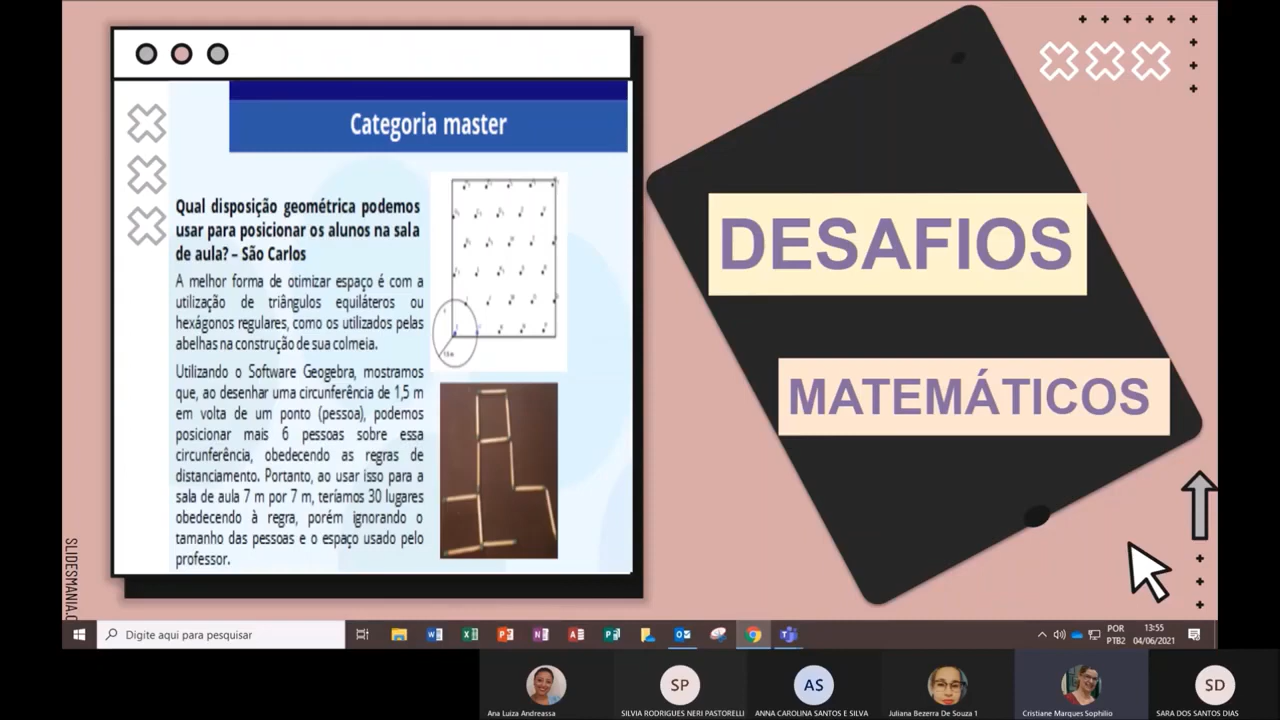 Categoria master
Qual disposição geométrica podemos
usar para posicionar os alunos na sala
de aula? – São Carlos
A melhor forma de otimizar espaço é com a
utilização de triângulos equiláteros ou
hexágonos regulares, como os utilizados pelas
abelhas na construção de sua colmeia.
Utilizando o Software Geogebra, mostramos
que, ao desenhar uma circunferência de 1,5 m
em volta de um ponto (pessoa), podemos
posicionar mais 6 pessoas sobre essa
circunferência, obedecendo as regras de
distanciamento. Portanto, ao usar isso para a
sala de aula 7 m por 7 m, teríamos 30 lugares
obedecendo à regra, porém ignorando o
tamanho das pessoas e o espaço usado pelo
professor.
DESAFIOS
MATEMÁTICOS
SLIDESMANIA.C
Digite aqui para pesquisar
POR
PTB2
13:55
04/06/2021
SP
AS
SD
Ana Luiza Andreassa
SILVIA RODRIGUES NERI PASTORELLI
ANNA CAROLINA SANTOS E SILVA
Juliana Bezerra De Souza 1
Cristiane Marques Sophilio
SARA DOS SANTOS DIAS